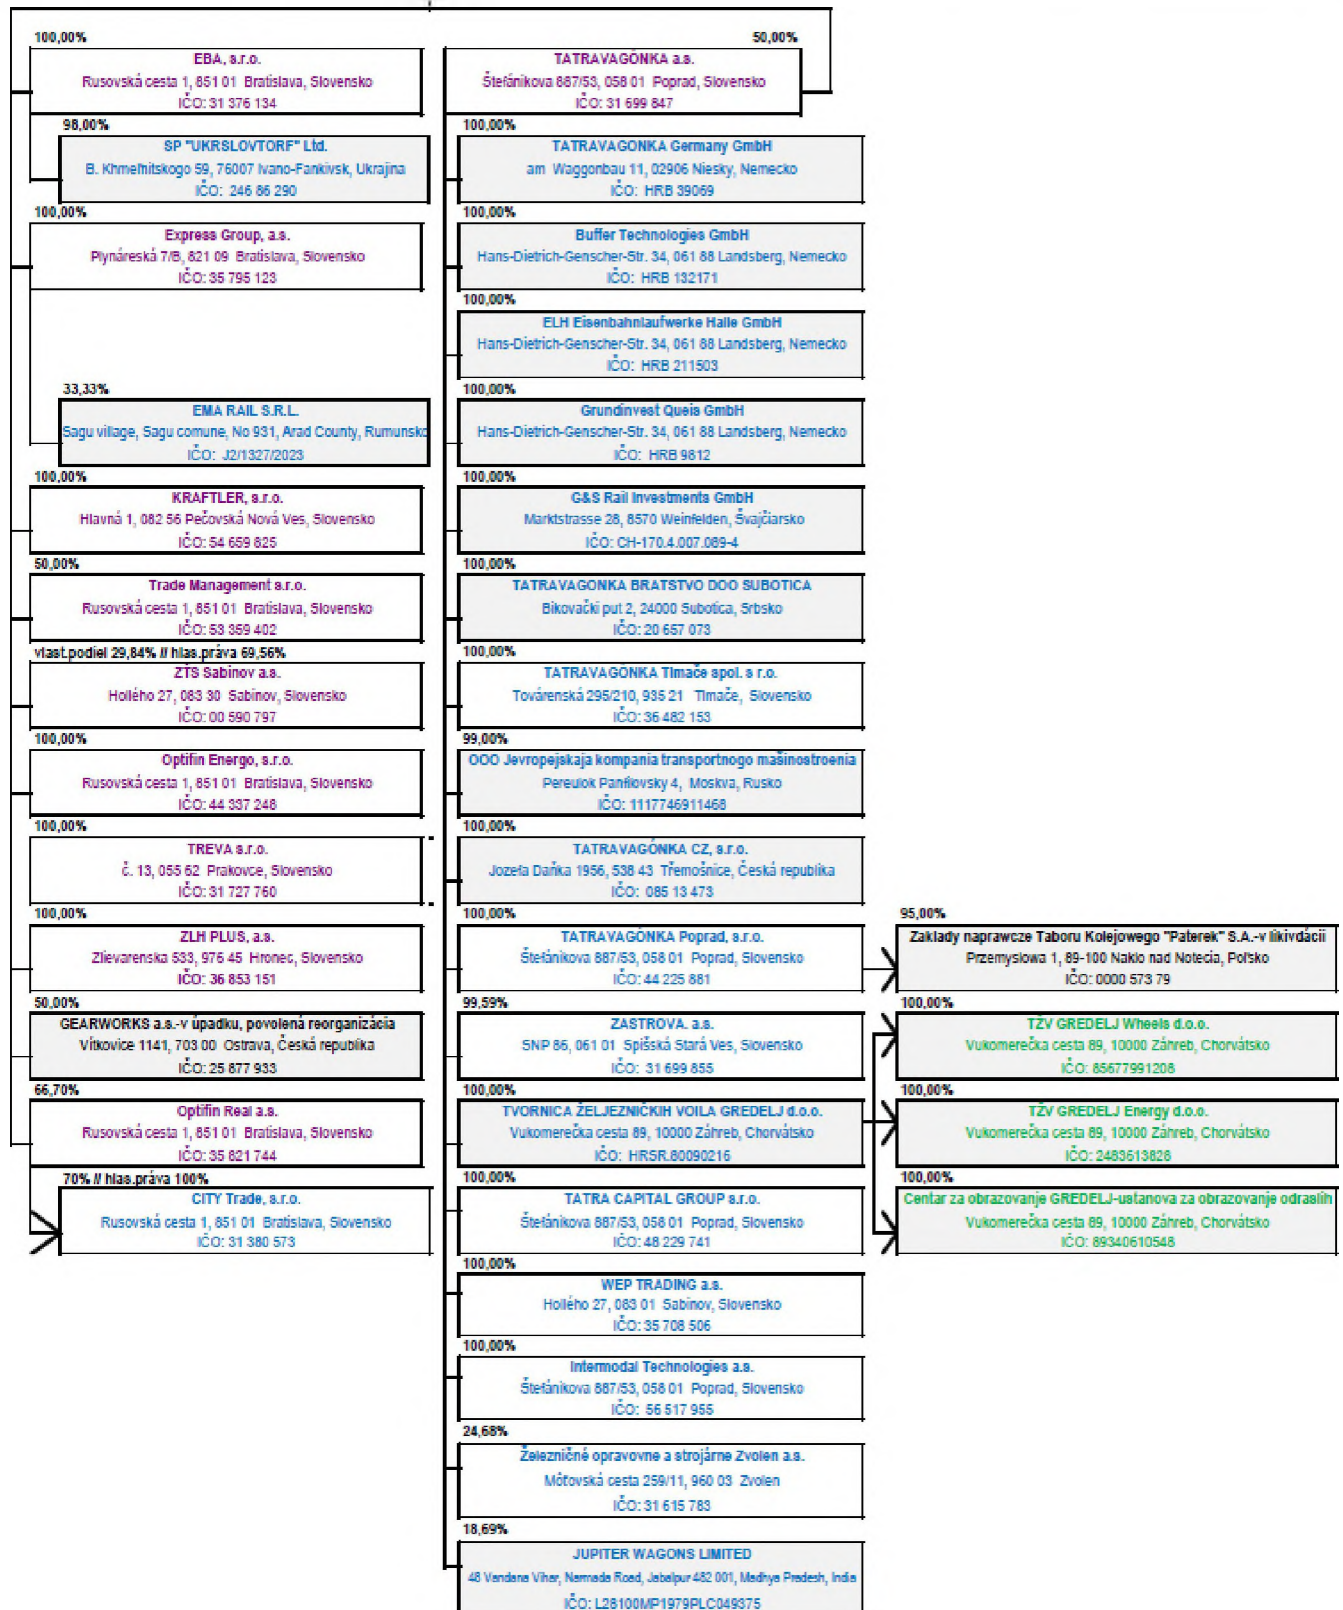 100,00%
EBA, s.r.o.
Rusovská cesta 1, 851 01 Bratislava, Slovensko
IČO: 31 376 134
98,00%
SP "UKRSLOVTORF" Ltd.
B. Khmeľnitskogo 59, 76007 Ivano-Fankivsk, Ukrajina
IČO: 246 86 290
100,00%
Express Group, a.s.
Plynáreská 7/B, 821 09 Bratislava, Slovensko
IČO: 35 795 123
33,33%
EMA RAIL S.R.L.
Sagu village, Sagu comune, No 931, Arad County, Rumunsko
IČO: J2/1327/2023
100,00%
KRAFTLER, s.r.o.
Hlavná 1, 082 56 Pečovská Nová Ves, Slovensko
IČO: 54 659 825
50,00%
Trade Management s.r.o.
Rusovská cesta 1, 851 01 Bratislava, Slovensko
IČO: 53 359 402
vlast.podiel 29,84% // hlas.práva 69,56%
ZŤS Sabinov a.s.
Hollého 27, 083 30 Sabinov, Slovensko
IČO: 00 590 797
100,00%
Optifin Energo, s.r.o.
Rusovská cesta 1, 851 01 Bratislava, Slovensko
IČO: 44 337 248
100,00%
TREVA s.r.o.
č. 13, 055 62 Prakovce, Slovensko
IČO: 31 727 760
100,00%
ZLH PLUS, a.s.
Zlievarenska 533, 976 45 Hronec, Slovensko
IČO: 36 853 151
50,00%
GEARWORKS a.s.-v úpadku, povolená reorganizácia
Vítkovice 1141, 703 00 Ostrava, Česká republika
IČO: 25 877 933
66,70%
Optifin Real a.s.
Rusovská cesta 1, 851 01 Bratislava, Slovensko
IČO: 35 821 744
70% // hlas.práva 100%
CITY Trade, s.r.o.
Rusovská cesta 1, 851 01 Bratislava, Slovensko
IČO: 31 380 573
50,00%
TATRAVAGÓNKA a.s.
Štefánikova 887/53, 058 01 Poprad, Slovensko
IČO: 31 699 847
100,00%
TATRAVAGÓNKA Germany GmbH
am Waggonbau 11, 02906 Niesky, Nemecko
IČO: HRB 39069
100,00%
Buffer Technologies GmbH
Hans-Dietrich-Genscher-Str. 34, 061 88 Landsberg, Nemecko
IČO: HRB 132171
100,00%
ELH Eisenbahnlaufwerke Halle GmbH
Hans-Dietrich-Genscher-Str. 34, 061 88 Landsberg, Nemecko
IČO: HRB 211503
100,00%
Grundinvest Queis GmbH
Hans-Dietrich-Genscher-Str. 34, 061 88 Landsberg, Nemecko
IČO: HRB 9812
100,00%
G&S Rail Investments GmbH
Marktstrasse 28, 8570 Weinfelden, Švajčiarsko
IČO: CH-170.4.007.089-4
100,00%
TATRAVAGÓNKA BRATSTVO DOO SUBOTICA
Bikovački put 2, 24000 Subotica, Srbsko
IČO: 20 657 073
100,00%
TATRAVAGÓNKA Tlmače spol. s r.o.
Továrenská 295/210, 935 21 Tlmače, Slovensko
IČO: 36 482 153
99,00%
OOO Jevropejskaja kompania transportnogo mašinostroenia
Pereulok Panfilovsky 4, Moskva, Rusko
IČO: 1117746911468
100,00%
TATRAVAGÓNKA CZ, s.r.o.
Jozefa Daňka 1956, 538 43 Třemošnice, Česká republika
IČO: 085 13 473
100,00%
TATRAVAGÓNKA Poprad, s.r.o.
Štefánikova 887/53, 058 01 Poprad, Slovensko
IČO: 44 225 881
99,59%
ZASTROVA. a.s.
SNP 86, 061 01 Spišská Stará Ves, Slovensko
IČO: 31 699 855
100,00%
TVORNICA ŽELJEZNIČKIH VOILA GREDELJ d.o.o.
Vukomerečka cesta 89, 10000 Záhreb, Chorvátsko
IČO: HRSR.80090216
100,00%
TATRA CAPITAL GROUP s.r.o.
Štefánikova 887/53, 058 01 Poprad, Slovensko
IČO: 48 229 741
100,00%
WEP TRADING a.s.
Hollého 27, 083 01 Sabinov, Slovensko
IČO: 35 708 506
100,00%
Intermodal Technologies a.s.
Štefánikova 887/53, 058 01 Poprad, Slovensko
IČO: 56 517 955
24,68%
Železničné opravovne a strojárne Zvolen a.s.
Môťovská cesta 259/11, 960 03 Zvolen
IČO: 31 615 783
18,69%
JUPITER WAGONS LIMITED
48 Vandana Vihar, Narmada Road, Jabalpur 482 001, Madhya Pradesh, India
IČO: L28100MP1979PLC049375
95,00%
Zaklady naprawcze Taboru Kolejowego "Paterek" S.A.-v likivdácii
Przemyslowa 1, 89-100 Naklo nad Notecia, Poľsko
IČO: 0000 573 79
100,00%
TŽV GREDELJ Wheels d.o.o.
Vukomerečka cesta 89, 10000 Záhreb, Chorvátsko
IČO: 85677991208
100,00%
TŽV GREDELJ Energy d.o.o.
Vukomerečka cesta 89, 10000 Záhreb, Chorvátsko
IČO: 2483613828
100,00%
Centar za obrazovanje GREDELJ-ustanova za obrazovanje odraslih
Vukomerečka cesta 89, 10000 Záhreb, Chorvátsko
IČO: 89340610548